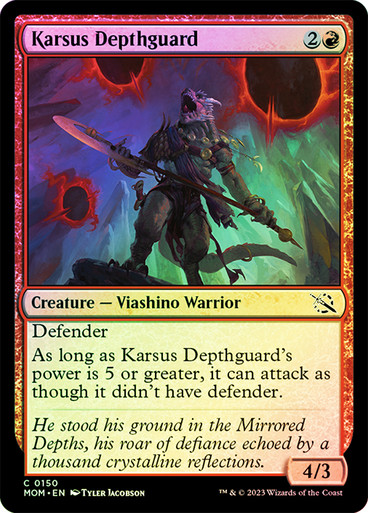 Karsus Depthguard 2
Creature — Viashino Warrior
Defender
As long as Karsus Depthguard's
power is 5 or greater, it can attack as
though it didn't have defender.
He stood his ground in the Mirrored
Depths, his roar of defiance echoed by a
thousand crystalline reflections.
4/3
C 0150
MOM • EN Tyler Jacobson ™ & © 2023 Wizards of the Coast